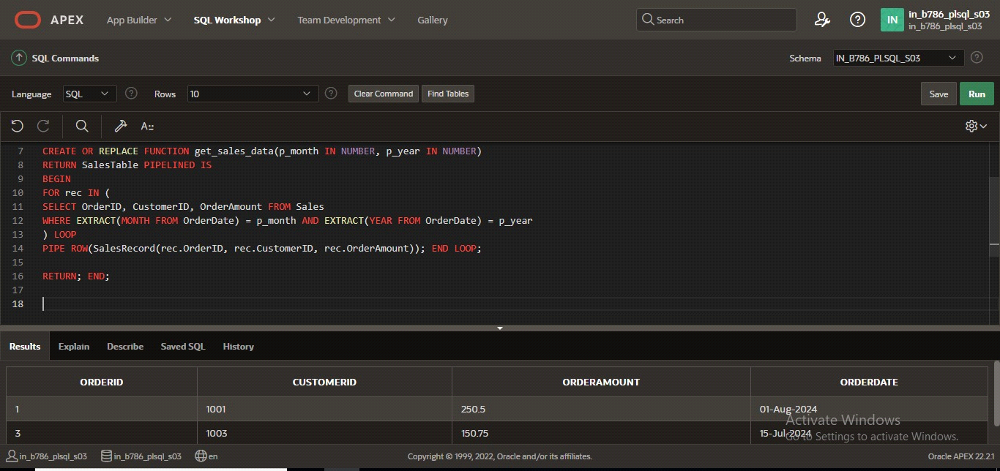 APEX App Builder SQL Workshop Team Development Gallery Search IN in_b786_plsql_s03
in_b786_plsql_s03
SQL Commands Schema IN_B786_PLSQL_S03
Language SQL Rows 10 Clear Command Find Tables Save Run
A::
7 CREATE OR REPLACE FUNCTION get_sales_data(p_month IN NUMBER, p_year IN NUMBER)
8 RETURN SalesTable PIPELINED IS
9 BEGIN
10 FOR rec IN (
11 SELECT OrderID, CustomerID, OrderAmount FROM Sales
12 WHERE EXTRACT(MONTH FROM OrderDate) = p_month AND EXTRACT(YEAR FROM OrderDate) = p_year
13 ) LOOP
14 PIPE ROW(SalesRecord(rec.OrderID, rec.CustomerID, rec.OrderAmount)); END LOOP;
15
16 RETURN; END;
17
18
Results Explain Describe Saved SQL History
ORDERID CUSTOMERID ORDERAMOUNT ORDERDATE
1 1001 250.5 01-Aug-2024
Activate Windows
3 1003 150.75 15-Jul-2024
Go to Settings to activate Windows.
in_b786_plsql_s03 in_b786_plsql_s03 en Copyright © 1999, 2022, Oracle and/or its affiliates. Oracle APEX 22.2.1